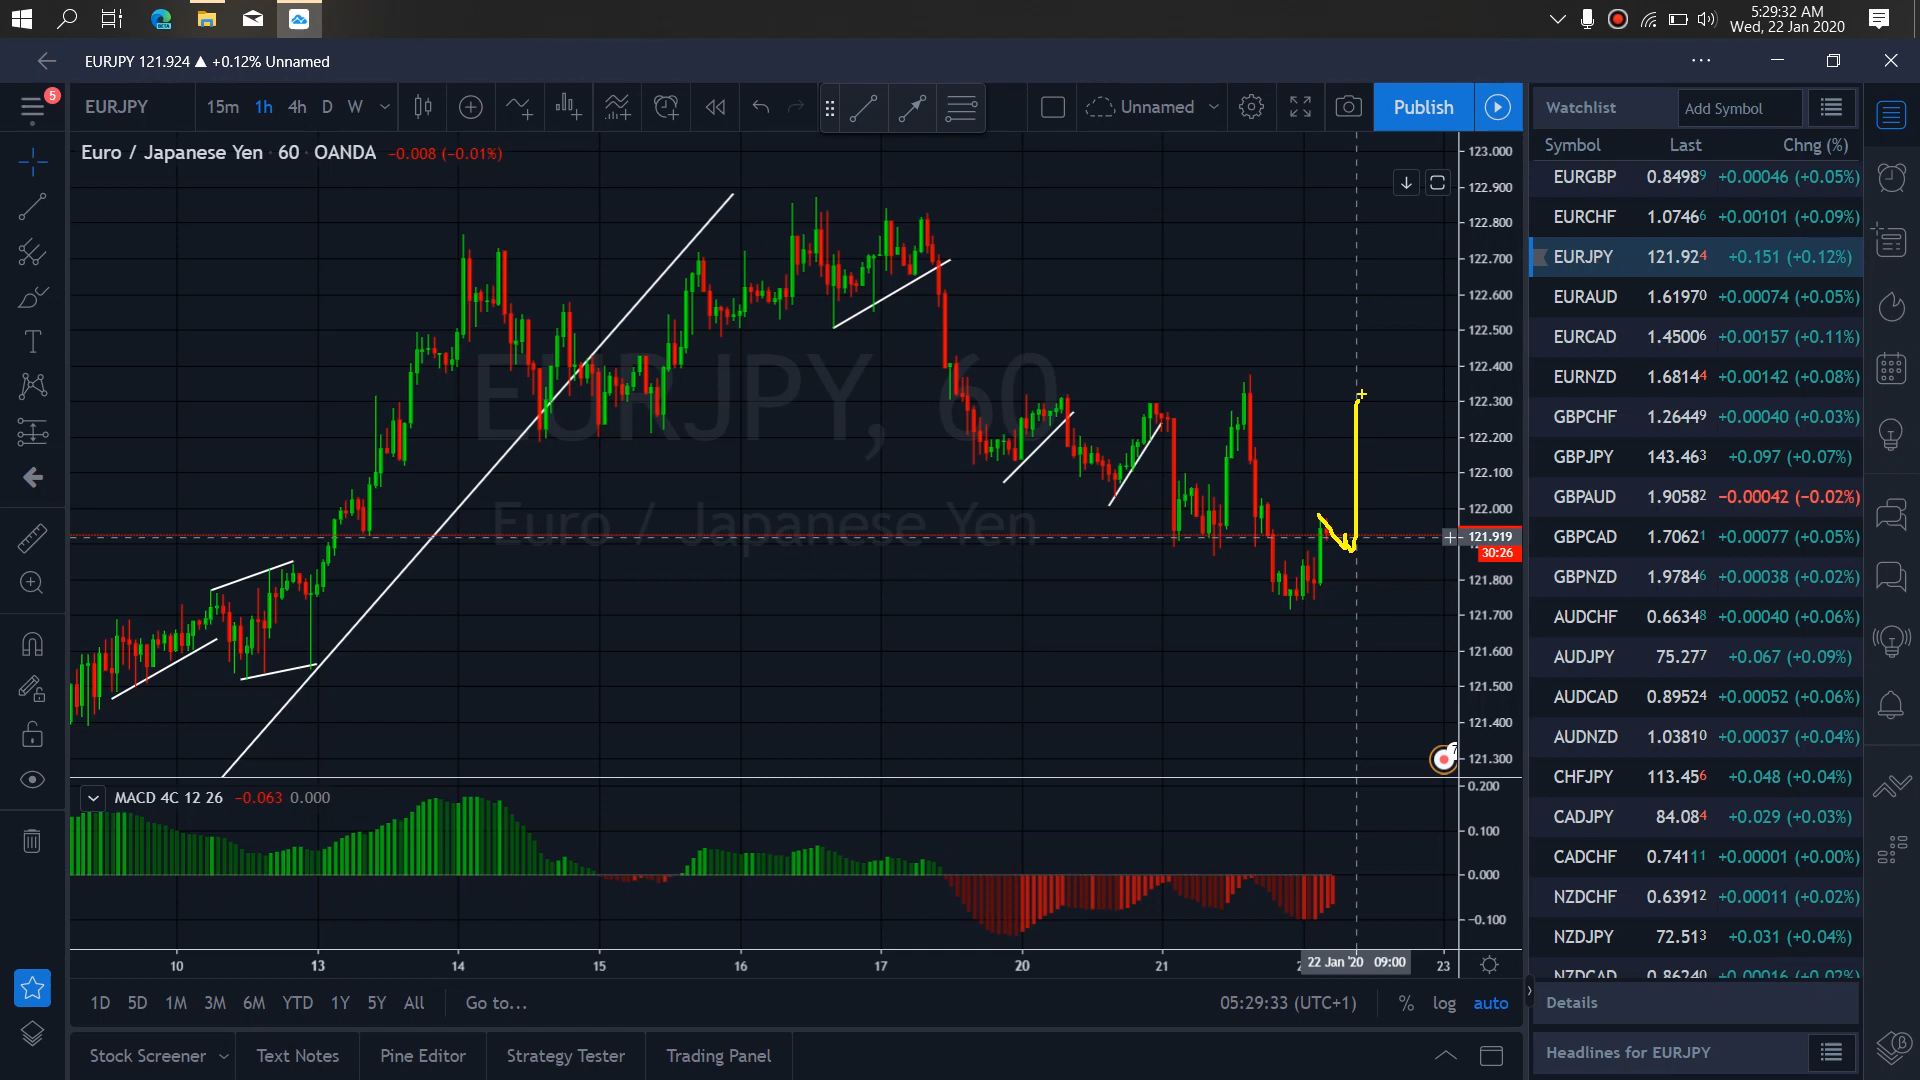 5:29:32 AM
Wed, 22 Jan 2020
EURJPY 121.924 ▲ +0.12% Unnamed
5
EURJPY 15m 1h 4h D W Unnamed Publish
Euro / Japanese Yen · 60 · OANDA −0.008 (−0.01%)
EURJPY, 60
Euro / Japanese Yen
123.000
122.900
122.800
122.700
122.600
122.500
122.400
122.300
122.200
122.100
122.000
121.919
30:26
121.800
121.700
121.600
121.500
121.400
121.300
7
MACD 4C 12 26 −0.063 0.000
0.200
0.100
0.000
−0.100
10 13 14 15 16 17 20 21 22 Jan '20 09:00 23
1D 5D 1M 3M 6M YTD 1Y 5Y All Go to... 05:29:33 (UTC+1) % log auto
Stock Screener Text Notes Pine Editor Strategy Tester Trading Panel
Watchlist Add Symbol
Symbol Last Chng (%)
EURGBP 0.84989 +0.00046 (+0.05%)
EURCHF 1.07466 +0.00101 (+0.09%)
EURJPY 121.924 +0.151 (+0.12%)
EURAUD 1.61970 +0.00074 (+0.05%)
EURCAD 1.45006 +0.00157 (+0.11%)
EURNZD 1.68144 +0.00142 (+0.08%)
GBPCHF 1.26449 +0.00040 (+0.03%)
GBPJPY 143.463 +0.097 (+0.07%)
GBPAUD 1.90582 −0.00042 (−0.02%)
GBPCAD 1.70621 +0.00077 (+0.05%)
GBPNZD 1.97846 +0.00038 (+0.02%)
AUDCHF 0.66348 +0.00040 (+0.06%)
AUDJPY 75.277 +0.067 (+0.09%)
AUDCAD 0.89524 +0.00052 (+0.06%)
AUDNZD 1.03810 +0.00037 (+0.04%)
CHFJPY 113.456 +0.048 (+0.04%)
CADJPY 84.084 +0.029 (+0.03%)
CADCHF 0.74111 +0.00001 (+0.00%)
NZDCHF 0.63912 +0.00011 (+0.02%)
NZDJPY 72.513 +0.031 (+0.04%)
NZDCAD 0.86240 +0.00016 (+0.02%)
Details
Headlines for EURJPY